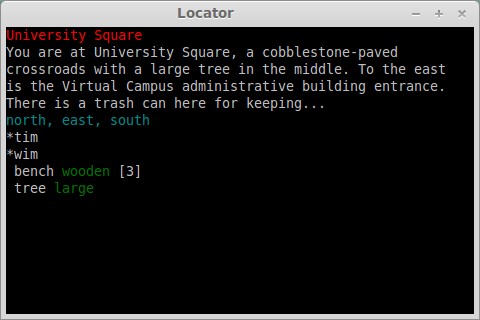 Locator
University Square
You are at University Square, a cobblestone-paved
crossroads with a large tree in the middle. To the east
is the Virtual Campus administrative building entrance.
There is a trash can here for keeping...
north, east, south
*tim
*wim
bench wooden [3]
tree large